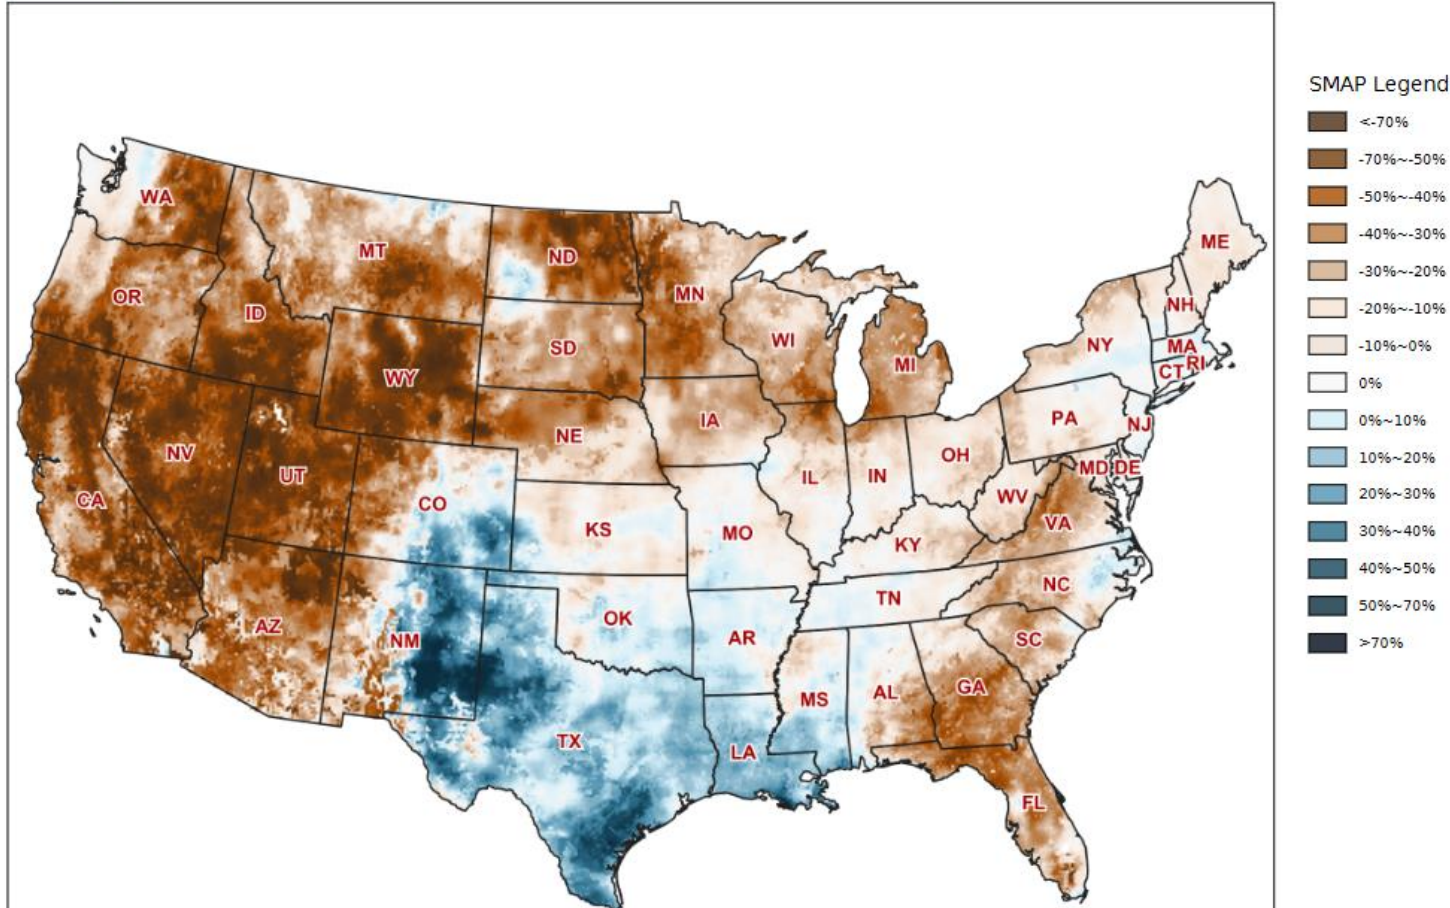 SMAP Legend
<-70%
-70%~-50%
-50%~-40%
-40%~-30%
-30%~-20%
-20%~-10%
-10%~0%
0%
0%~10%
10%~20%
20%~30%
30%~40%
40%~50%
50%~70%
>70%
WA
MT
ND
MN
ME
OR
ID
SD
WI
MI
NY
NH
MA
CT
RI
WY
NE
IA
PA
NJ
NV
UT
CO
IL
IN
OH
MD
DE
CA
KS
MO
WV
VA
KY
AZ
NM
OK
AR
TN
NC
SC
TX
LA
MS
AL
GA
FL